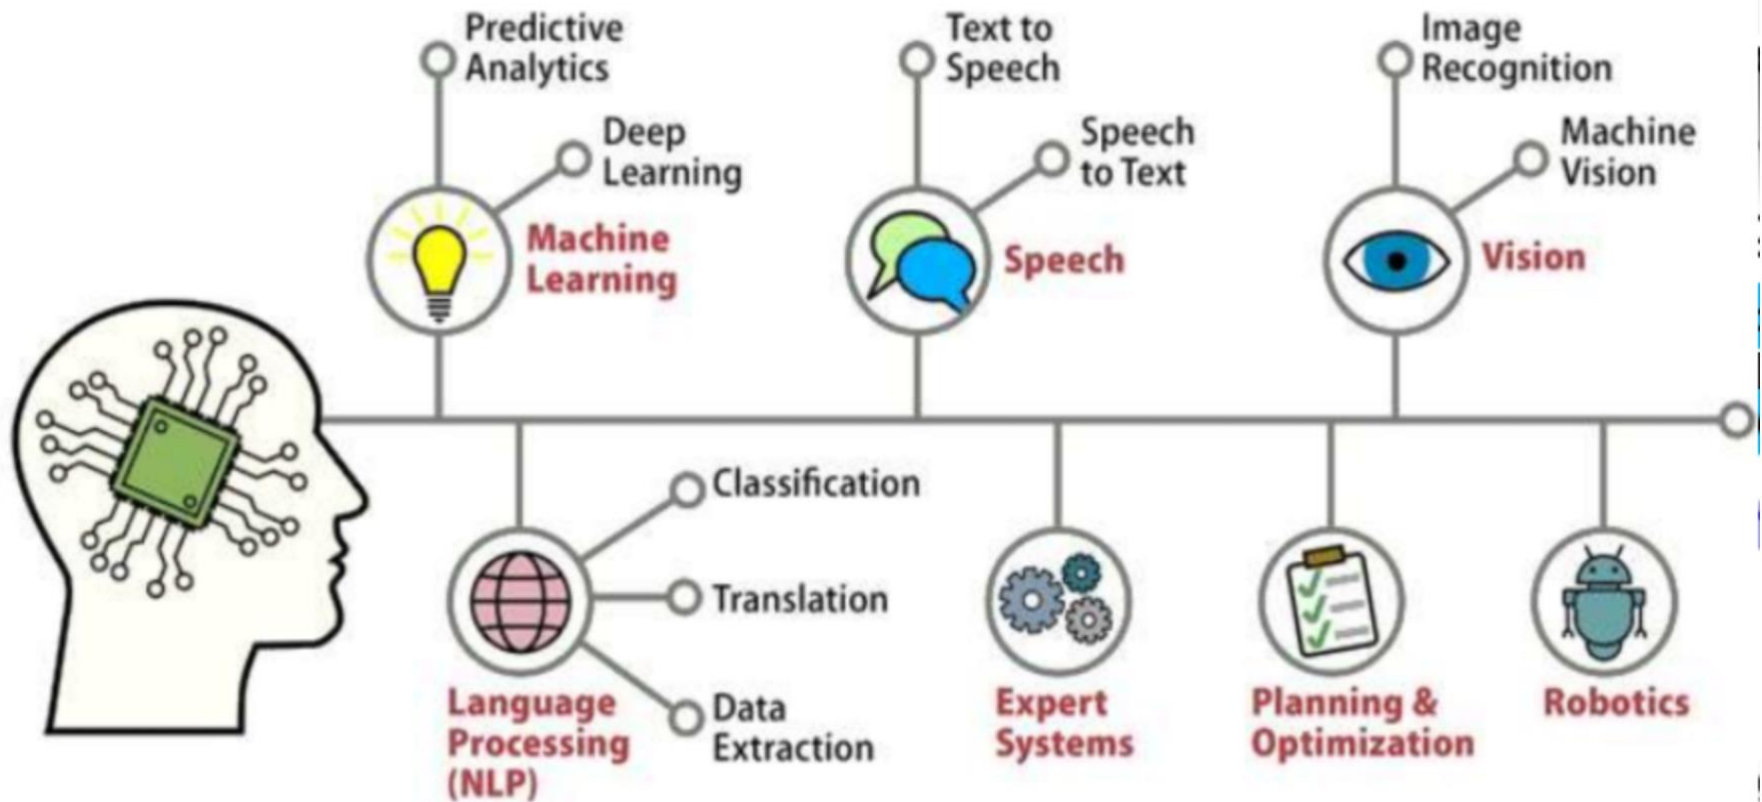 Predictive
Analytics
Deep
Learning
Machine
Learning
Text to
Speech
Speech
to Text
Speech
Image
Recognition
Machine
Vision
Vision
Classification
Translation
Data
Extraction
Language
Processing
(NLP)
Expert
Systems
Planning &
Optimization
Robotics